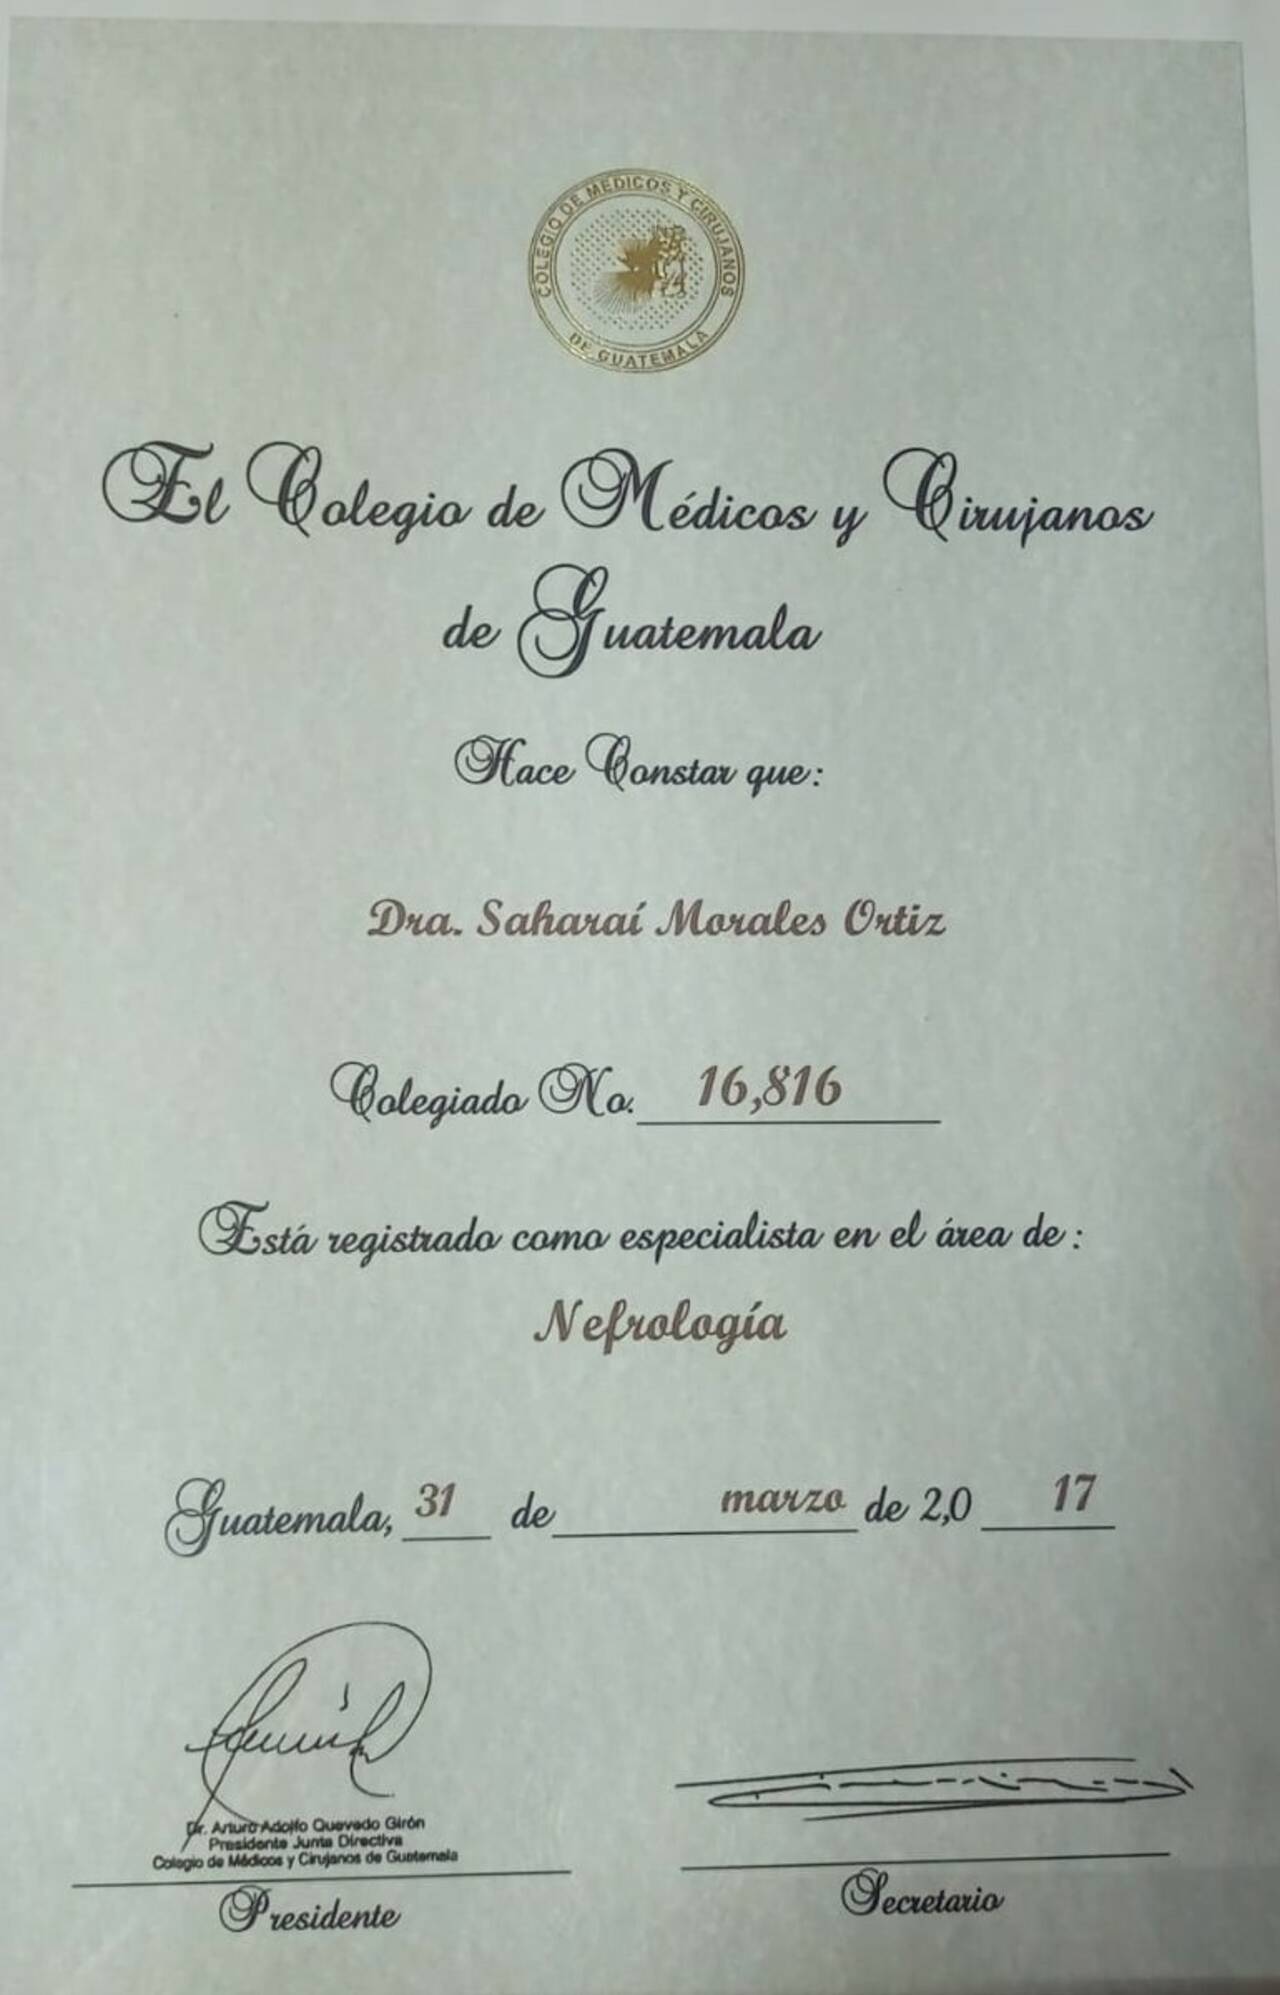 COLEGIO DE MEDICOS Y CIRUJANOS
DE GUATEMALA
El Colegio de Médicos y Cirujanos
de Guatemala
Hace Constar que:
Dra. Saharaí Morales Ortiz
Colegiado No. 16,816
Está registrado como especialista en el área de:
Nefrología
Guatemala, 31 de marzo de 2,0 17
Dr. Arturo Adolfo Quevedo Girón
Presidente Junta Directiva
Colegio de Médicos y Cirujanos de Guatemala
Presidente
Secretario